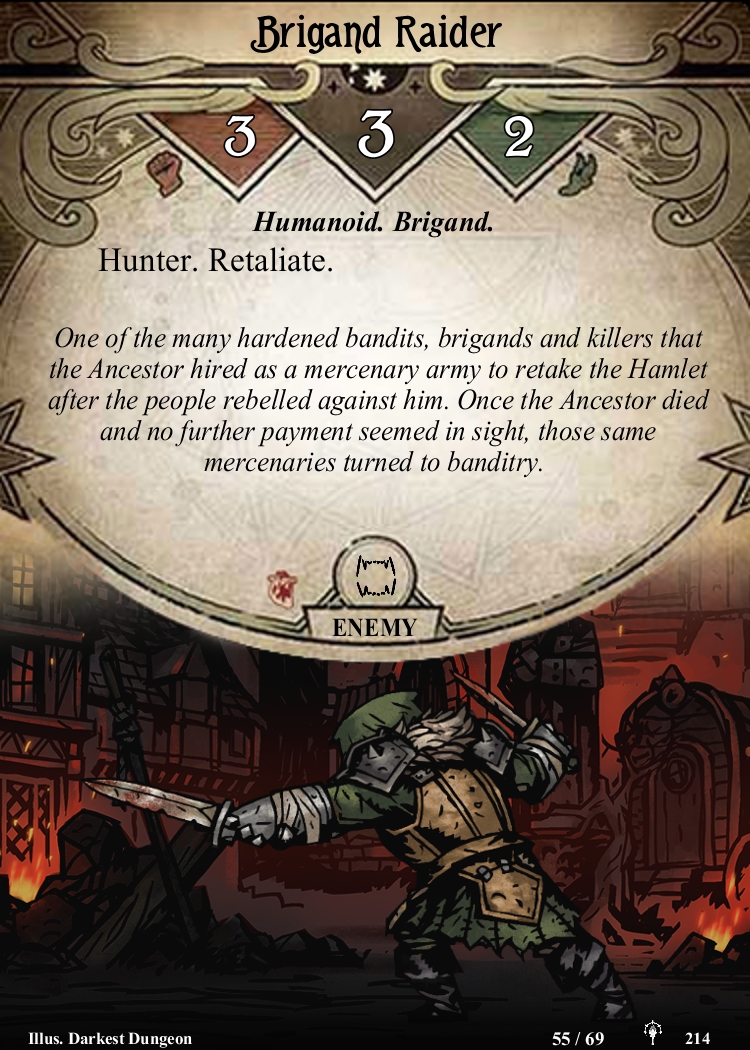 Brigand Raider
3 3 2
Humanoid. Brigand.
Hunter. Retaliate.
One of the many hardened bandits, brigands and killers that
the Ancestor hired as a mercenary army to retake the Hamlet
after the people rebelled against him. Once the Ancestor died
and no further payment seemed in sight, those same
mercenaries turned to banditry.
ENEMY
Illus. Darkest Dungeon 55 / 69 214